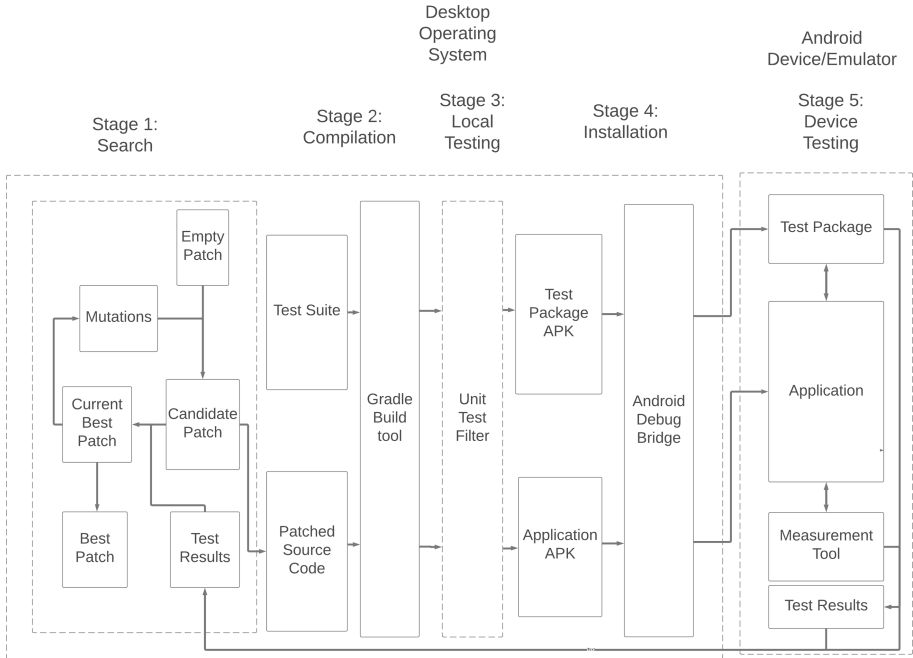 Desktop
Operating
System
Android
Device/Emulator
Stage 1:
Search
Stage 2:
Compilation
Stage 3:
Local
Testing
Stage 4:
Installation
Stage 5:
Device
Testing
Empty
Patch
Mutations
Current
Best
Patch
Candidate
Patch
Best
Patch
Test
Results
Test Suite
Patched
Source
Code
Gradle
Build
tool
Unit
Test
Filter
Test
Package
APK
Application
APK
Android
Debug
Bridge
Test Package
Application
Measurement
Tool
Test Results